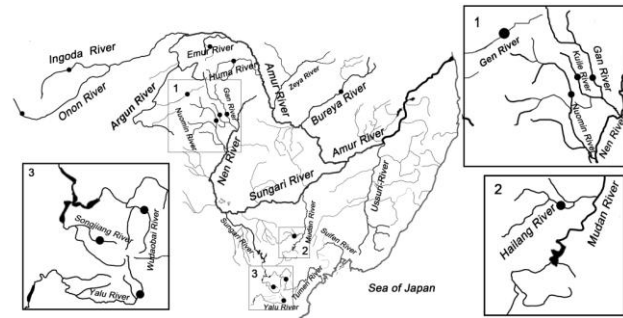 Ingoda River
Onon River
Argun River
Emur River
Huma River
Amur River
Zeya River
Bureya River
Amur River
1
Nuomin River
Gan River
Nen River
Sungari River
Ussuri River
Sungari River
Mudan River
Suifen River
2
3
Yalu River
Tumen River
Sea of Japan
1
Gen River
Kuile River
Gan River
Nuomin River
Nen River
2
Hailang River
Mudan River
3
Songjiang River
Wudaobai River
Yalu River